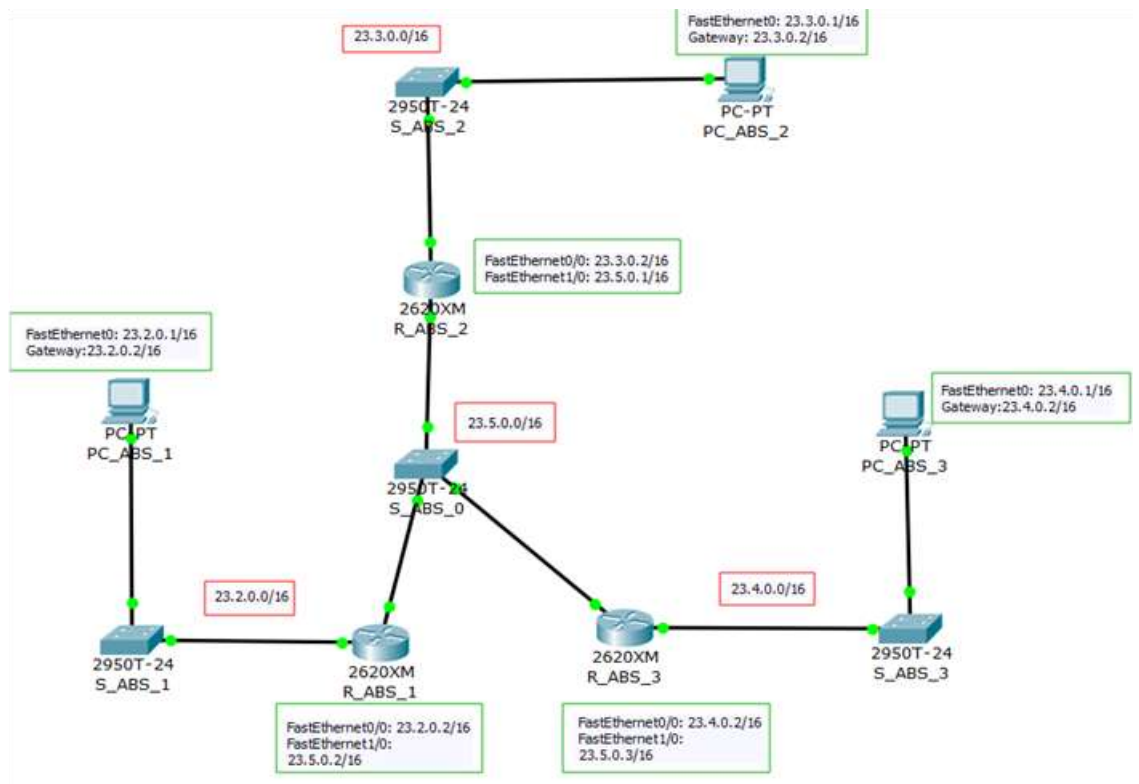 FastEthernet0: 23.3.0.1/16
Gateway: 23.3.0.2/16
23.3.0.0/16
2950T-24
S_ABS_2
PC-PT
PC_ABS_2
FastEthernet0/0: 23.3.0.2/16
FastEthernet1/0: 23.5.0.1/16
2620XM
R_ABS_2
FastEthernet0: 23.2.0.1/16
Gateway:23.2.0.2/16
PC-PT
PC_ABS_1
FastEthernet0: 23.4.0.1/16
Gateway:23.4.0.2/16
PC-PT
PC_ABS_3
23.5.0.0/16
2950T-24
S_ABS_0
23.2.0.0/16
23.4.0.0/16
2950T-24
S_ABS_1
2620XM
R_ABS_1
2620XM
R_ABS_3
2950T-24
S_ABS_3
FastEthernet0/0: 23.2.0.2/16
FastEthernet1/0:
23.5.0.2/16
FastEthernet0/0: 23.4.0.2/16
FastEthernet1/0:
23.5.0.3/16